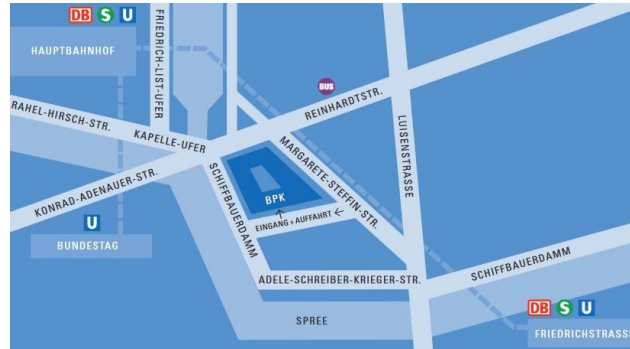 DB S U
HAUPTBAHNHOF
FRIEDRICH-LIST-UFER
BUS
REINHARDTSTR.
RAHEL-HIRSCH-STR.
KAPELLE-UFER
LUISENSTRASSE
MARGARETE-STEFFIN-STR.
KONRAD-ADENAUER-STR.
SCHIFFBAUERDAMM
BPK
EINGANG + AUFFAHRT
U
BUNDESTAG
ADELE-SCHREIBER-KRIEGER-STR.
SCHIFFBAUERDAMM
SPREE
DB S U
FRIEDRICHSTRASSE